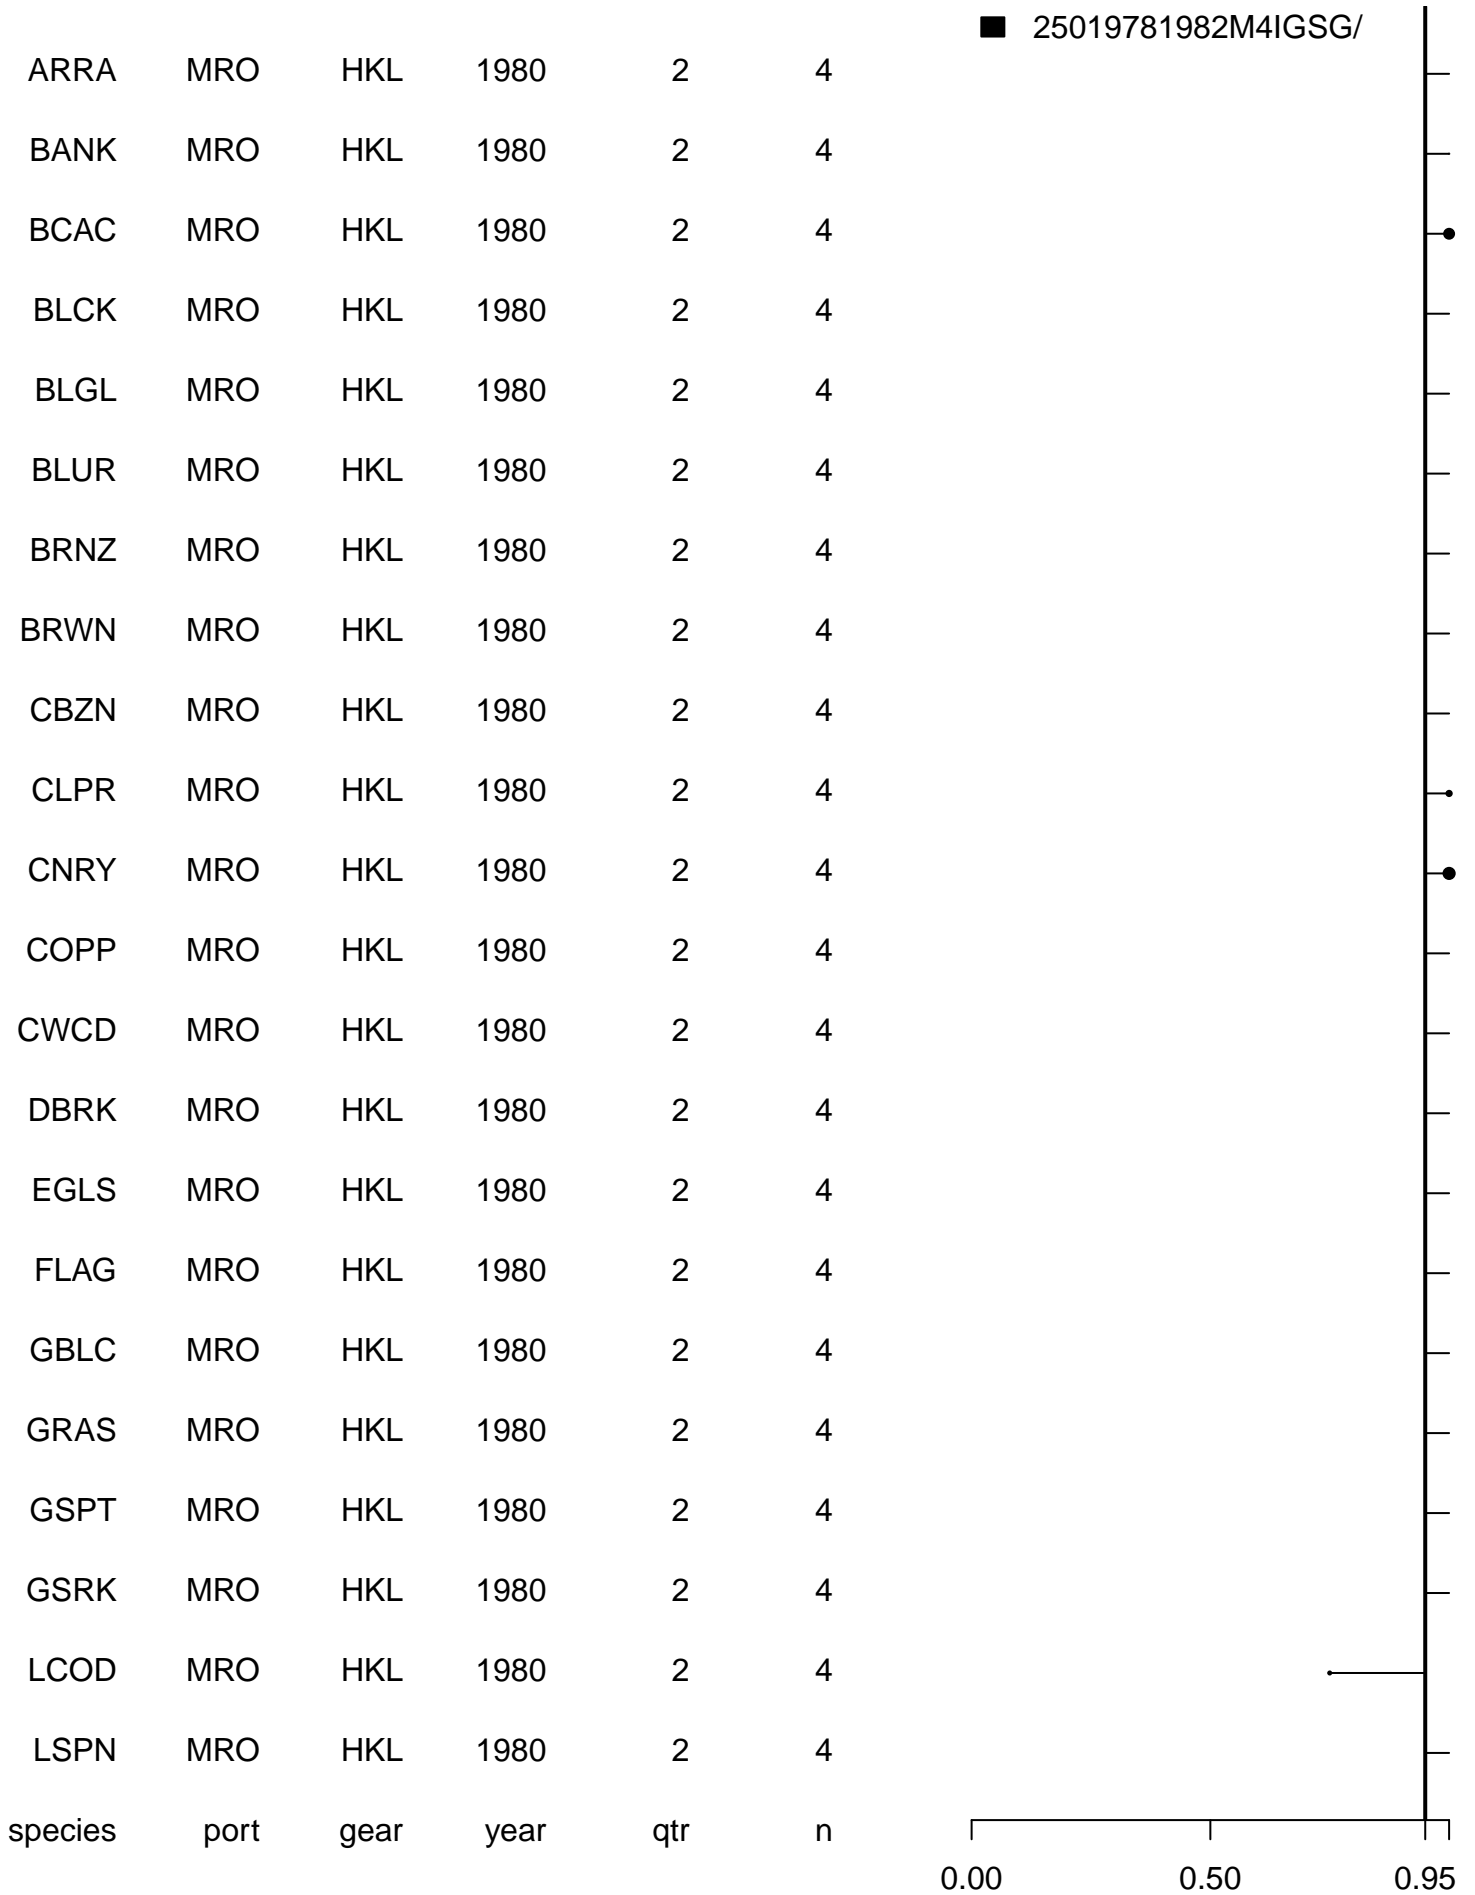 25019781982M4IGSG/
ARRA MRO HKL 1980 2 4
BANK MRO HKL 1980 2 4
BCAC MRO HKL 1980 2 4
BLCK MRO HKL 1980 2 4
BLGL MRO HKL 1980 2 4
BLUR MRO HKL 1980 2 4
BRNZ MRO HKL 1980 2 4
BRWN MRO HKL 1980 2 4
CBZN MRO HKL 1980 2 4
CLPR MRO HKL 1980 2 4
CNRY MRO HKL 1980 2 4
COPP MRO HKL 1980 2 4
CWCD MRO HKL 1980 2 4
DBRK MRO HKL 1980 2 4
EGLS MRO HKL 1980 2 4
FLAG MRO HKL 1980 2 4
GBLC MRO HKL 1980 2 4
GRAS MRO HKL 1980 2 4
GSPT MRO HKL 1980 2 4
GSRK MRO HKL 1980 2 4
LCOD MRO HKL 1980 2 4
LSPN MRO HKL 1980 2 4
species port gear year qtr n
0.00 0.50 0.95